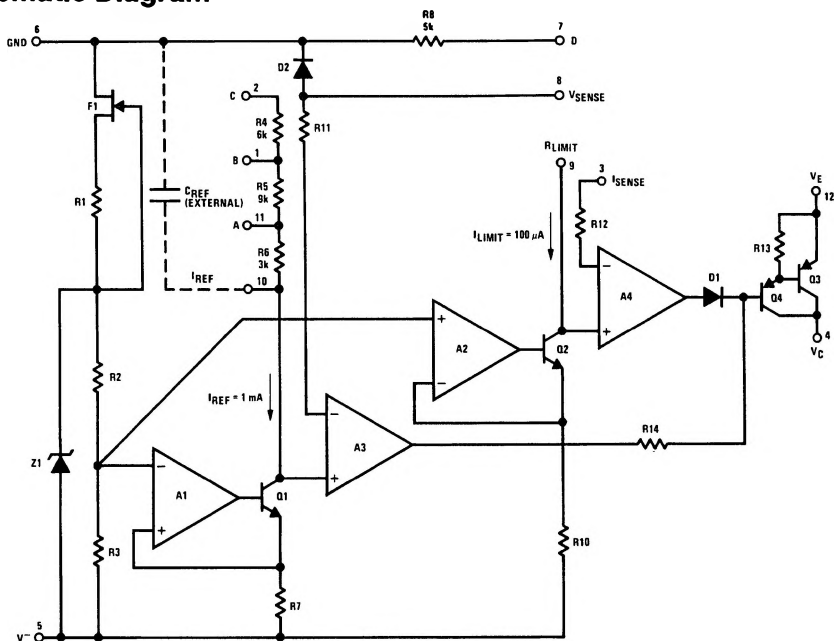 ematic Diagram
GND 6
R8
5k
7 D
D2
8
VSENSE
F1
C 2
R4
6k
R11
B 1
RLIMIT
9
3 ISENSE
VE
12
R1
CREF
(EXTERNAL)
R5
9k
A 11
ILIMIT = 100 μA
R12
R13
R6
3k
IREF
10
D1
Q3
Q4
A4
4
VC
A2
Q2
R2
IREF = 1 mA
R14
A3
Z1
A1
Q1
R3
R10
R7
V− 5